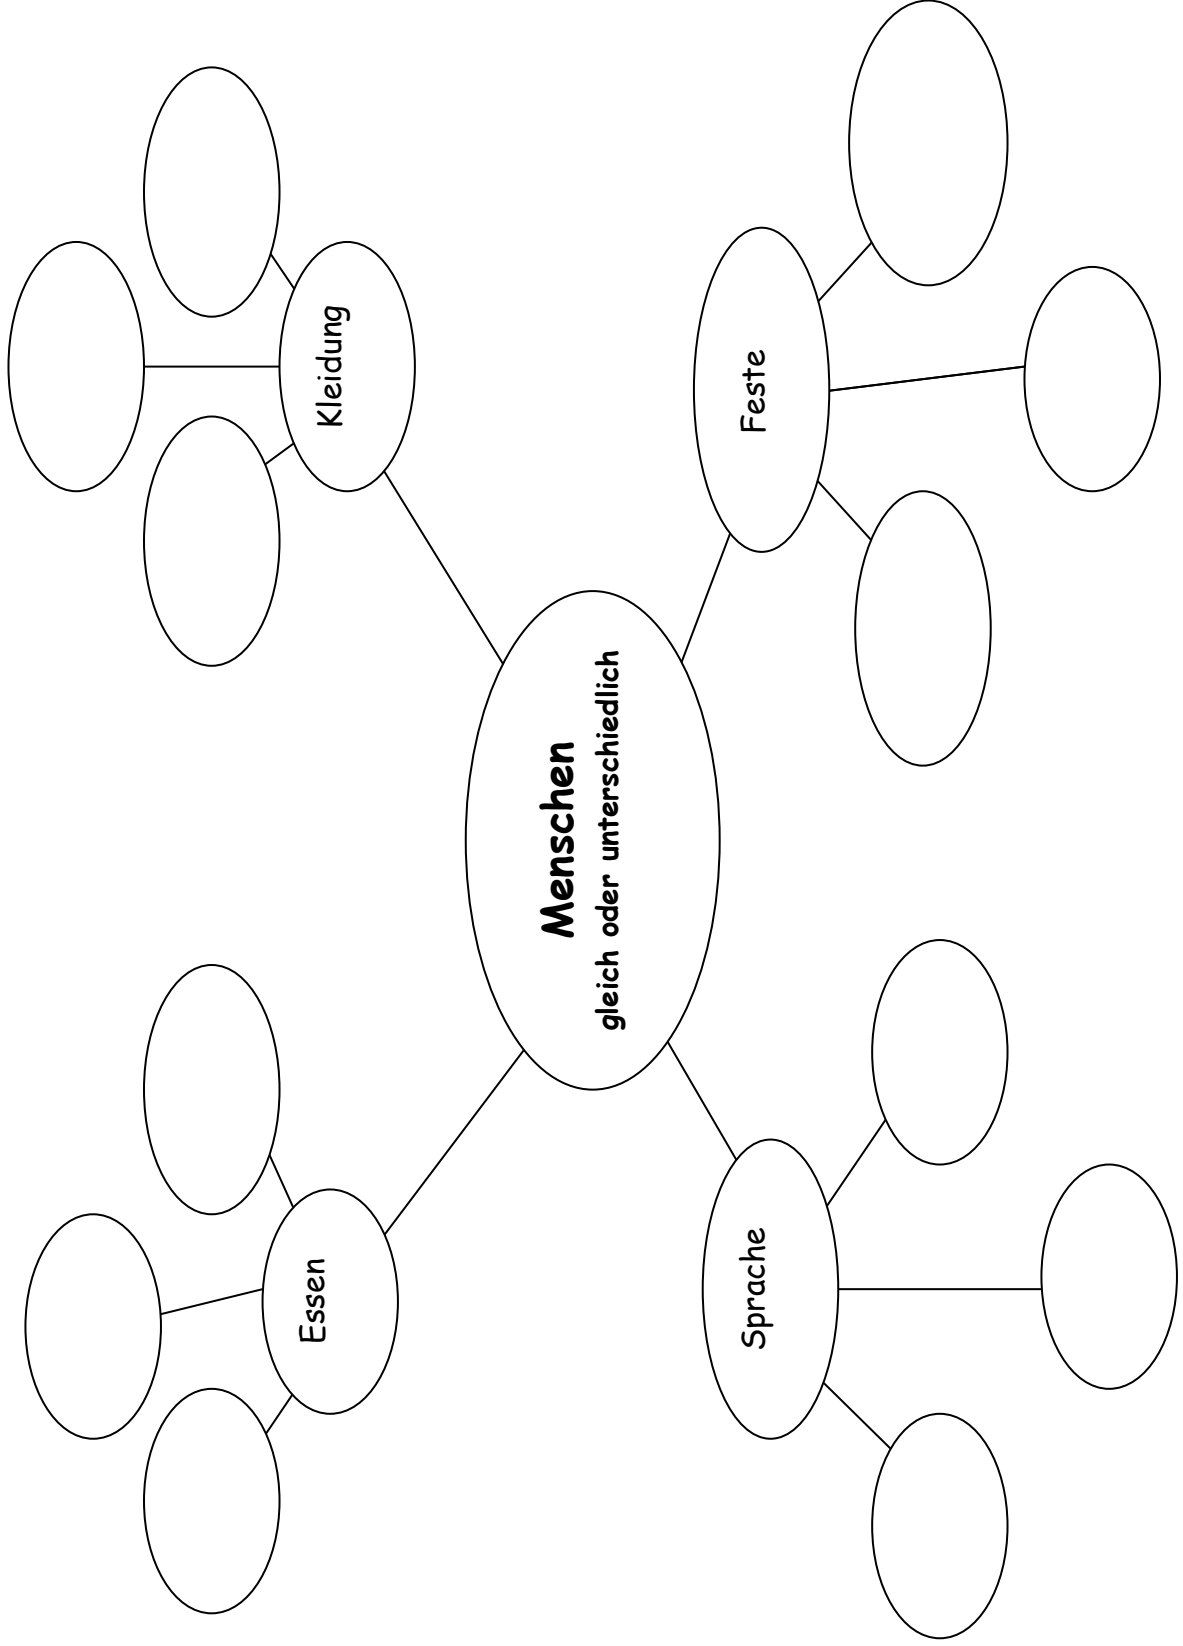 Essen
Kleidung
Menschen
gleich oder unterschiedlich
Sprache
Feste